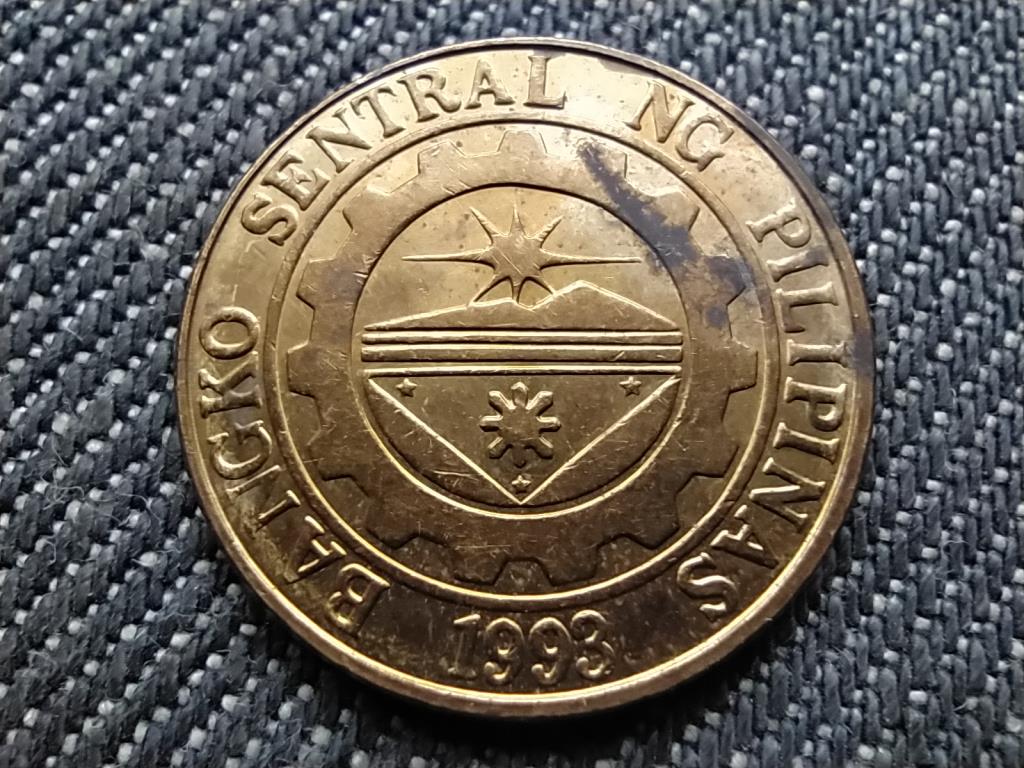 BANGKO SENTRAL NG PILIPINAS
1993